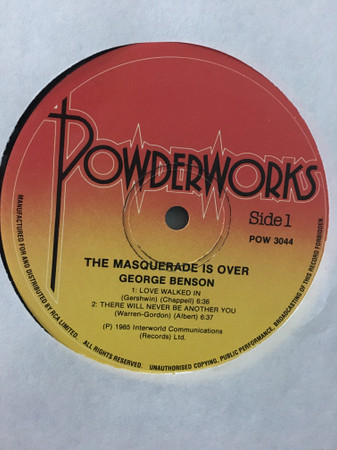 POWDERWORKS
Side 1
POW 3044
THE MASQUERADE IS OVER
GEORGE BENSON
1: LOVE WALKED IN
(Gershwin) (Chappell) 6:36
2: THERE WILL NEVER BE ANOTHER YOU
(Warren-Gordon) (Albert) 6:37
(P) 1985 Interworld Communications
(Records) Ltd.
MANUFACTURED FOR AND DISTRIBUTED BY RCA LIMITED. ALL RIGHTS RESERVED. UNAUTHORISED COPYING, PUBLIC PERFORMANCE, BROADCASTING OF THIS RECORD FORBIDDEN.